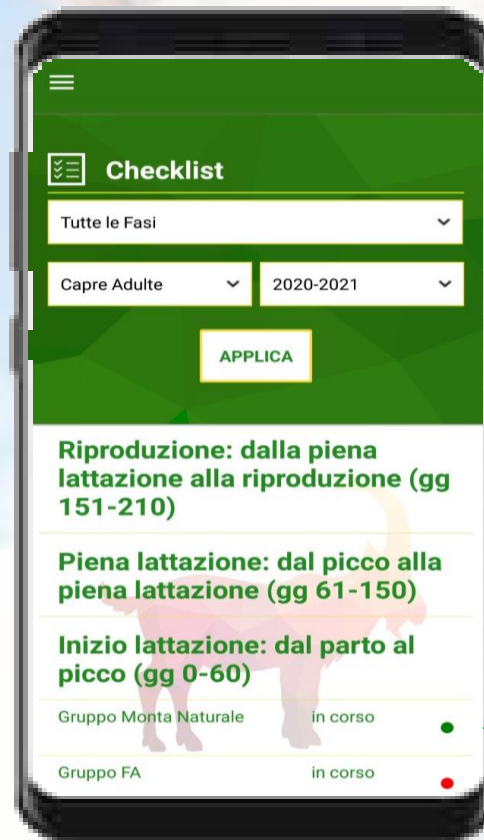 Checklist
Tutte le Fasi
Capre Adulte
2020-2021
APPLICA
Riproduzione: dalla piena
lattazione alla riproduzione (gg
151-210)
Piena lattazione: dal picco alla
piena lattazione (gg 61-150)
Inizio lattazione: dal parto al
picco (gg 0-60)
Gruppo Monta Naturale in corso
Gruppo FA in corso